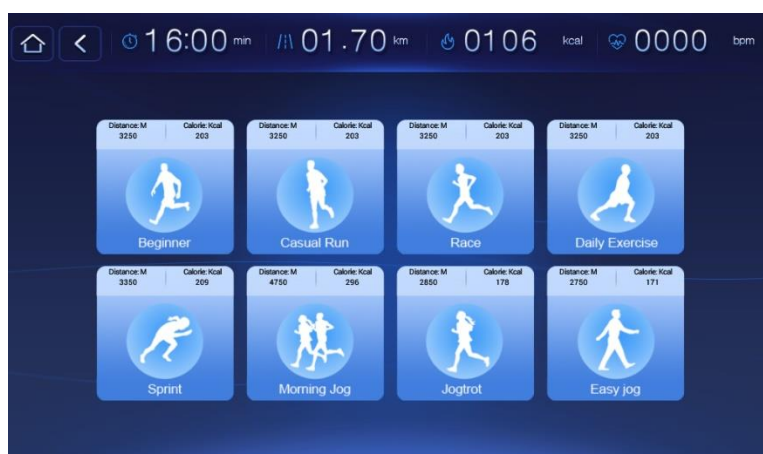 16:00 min 01.70 km 0106 kcal 0000 bpm
Distance: M Calorie: Kcal
3250 203
Beginner
Distance: M Calorie: Kcal
3250 203
Casual Run
Distance: M Calorie: Kcal
3250 203
Race
Distance: M Calorie: Kcal
3250 203
Daily Exercise
Distance: M Calorie: Kcal
3350 209
Sprint
Distance: M Calorie: Kcal
4750 296
Morning Jog
Distance: M Calorie: Kcal
2850 178
Jogtrot
Distance: M Calorie: Kcal
2750 171
Easy jog